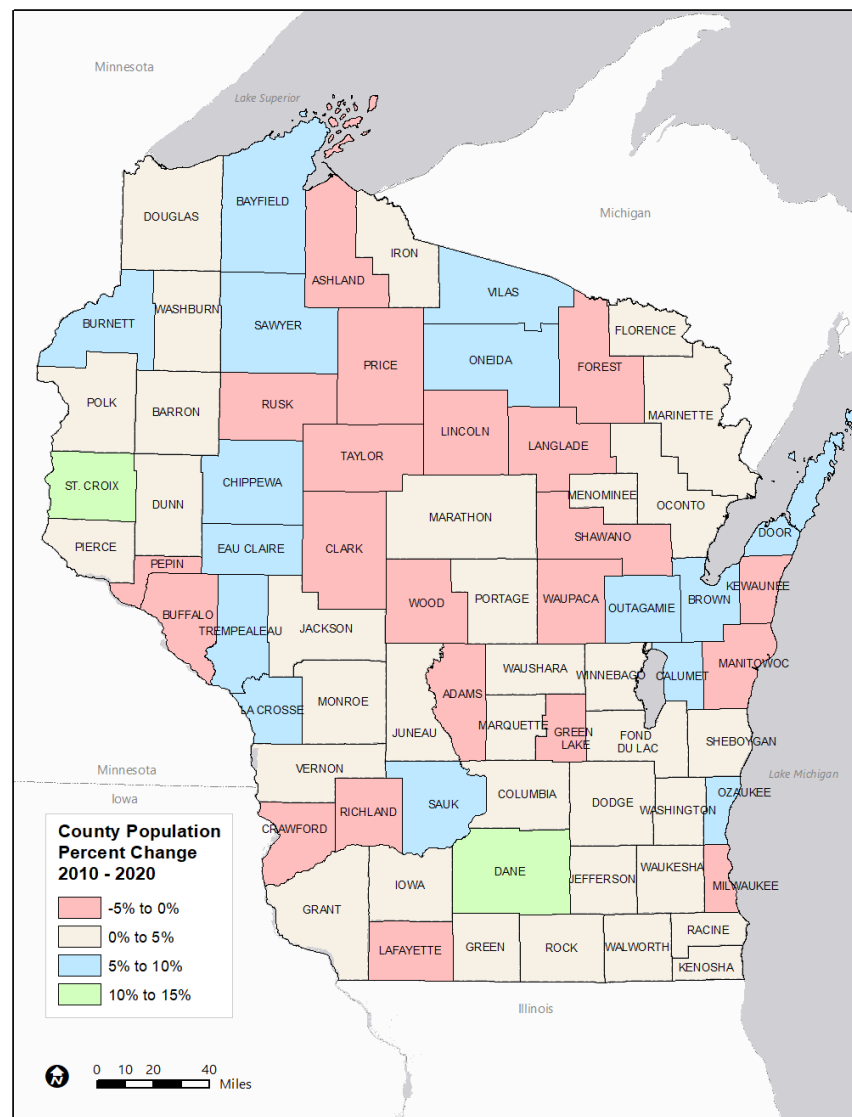 Minnesota
Lake Superior
BAYFIELD
DOUGLAS
Michigan
IRON
ASHLAND
VILAS
WASHBURN
BURNETT
SAWYER
FLORENCE
ONEIDA
PRICE
FOREST
POLK
BARRON
RUSK
MARINETTE
LINCOLN
LANGLADE
TAYLOR
CHIPPEWA
ST. CROIX
MENOMINEE
DUNN
OCONTO
MARATHON
DOOR
SHAWANO
PIERCE
EAU CLAIRE
CLARK
PEPIN
KEWAUNEE
WOOD
PORTAGE
WAUPACA
BROWN
OUTAGAMIE
BUFFALO
JACKSON
TREMPEALEAU
MANITOWOC
WAUSHARA
WINNEBAGO
CALUMET
ADAMS
MONROE
LA CROSSE
MARQUETTE
GREEN
LAKE
JUNEAU
FOND
DU LAC
SHEBOYGAN
VERNON
Minnesota
Lake Michigan
Iowa
COLUMBIA
OZAUKEE
SAUK
DODGE
WASHINGTON
RICHLAND
CRAWFORD
WAUKESHA
DANE
JEFFERSON
IOWA
MILWAUKEE
GRANT
RACINE
LAFAYETTE
GREEN
ROCK
WALWORTH
KENOSHA
Illinois
County Population
Percent Change
2010 - 2020
-5% to 0%
0% to 5%
5% to 10%
10% to 15%
N
0 10 20 40
Miles